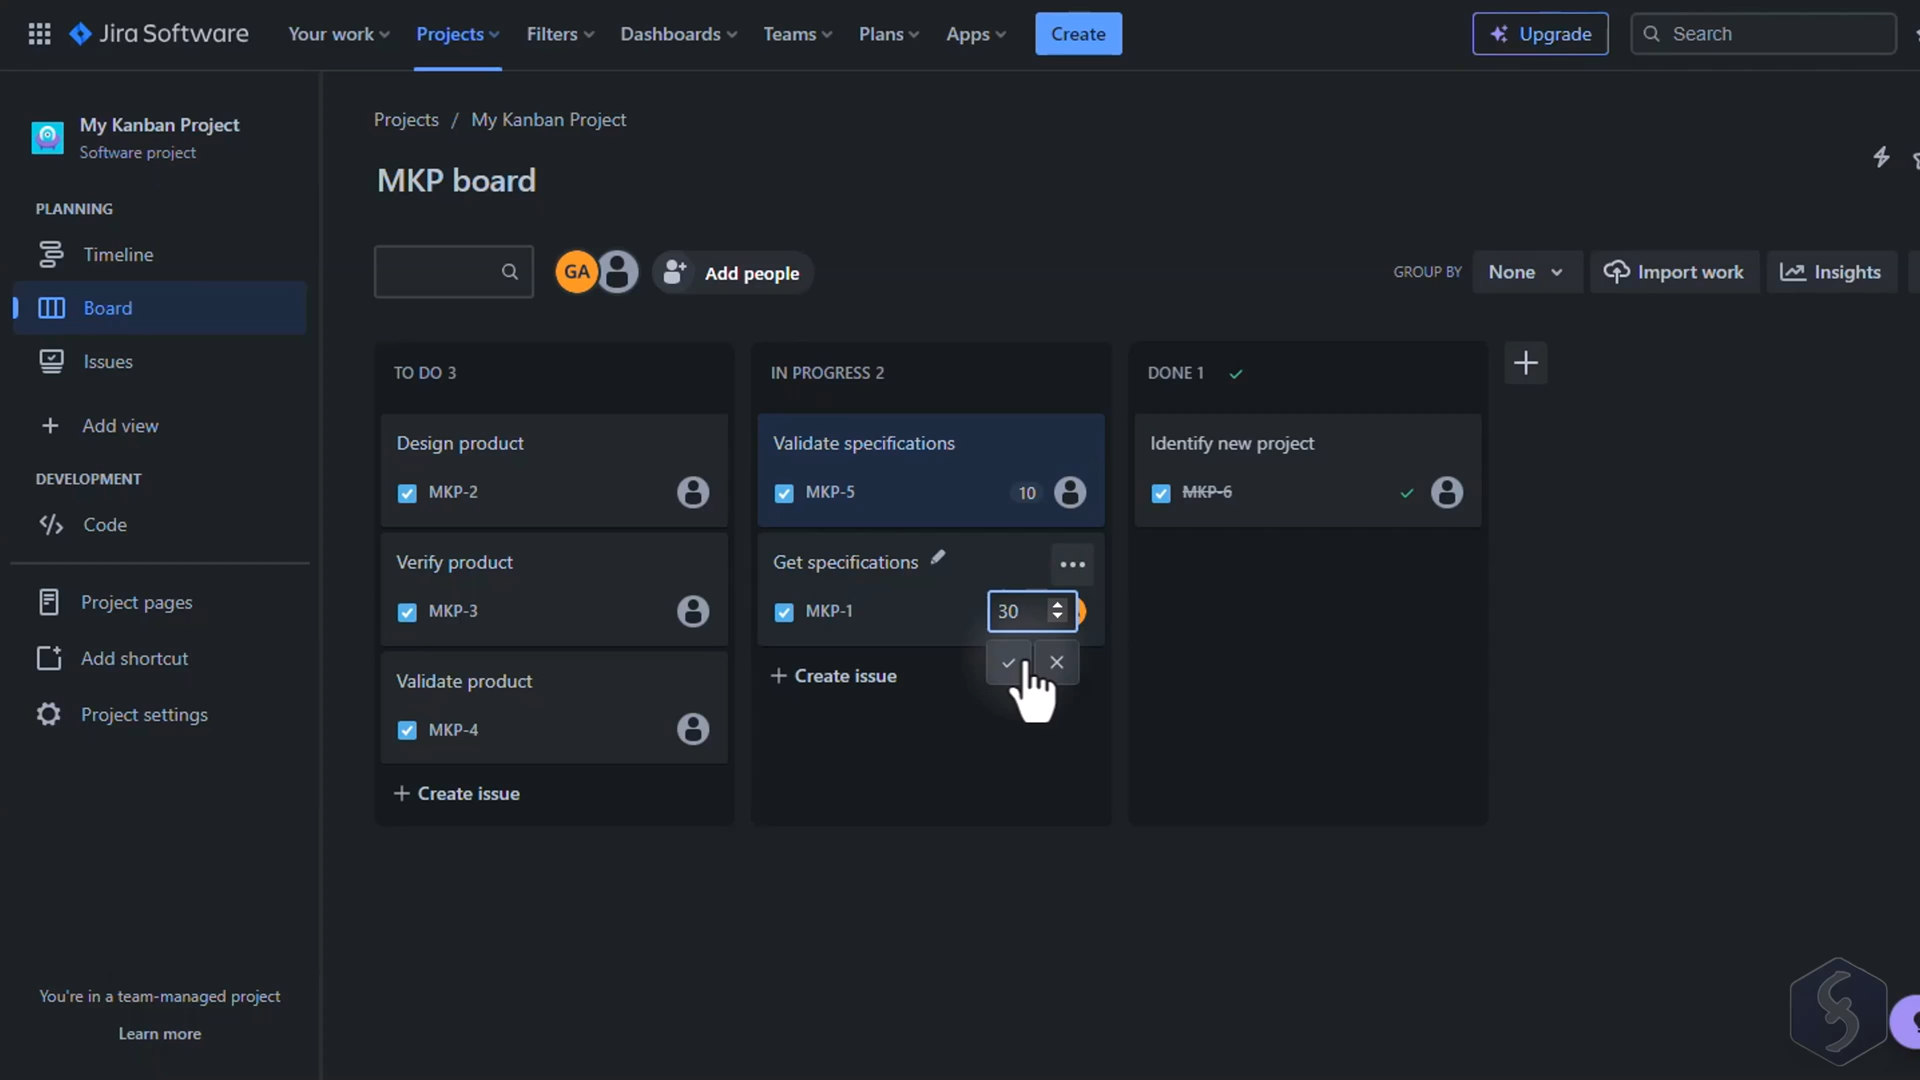 Jira Software
Your work
Projects
Filters
Dashboards
Teams
Plans
Apps
Create
Upgrade
Search
My Kanban Project
Software project
PLANNING
Timeline
Board
Issues
Add view
DEVELOPMENT
Code
Project pages
Add shortcut
Project settings
You're in a team-managed project
Learn more
Projects / My Kanban Project
MKP board
GA
Add people
GROUP BY
None
Import work
Insights
TO DO 3
Design product
MKP-2
Verify product
MKP-3
Validate product
MKP-4
+ Create issue
IN PROGRESS 2
Validate specifications
MKP-5
10
Get specifications
MKP-1
30
+ Create issue
DONE 1
Identify new project
MKP-6